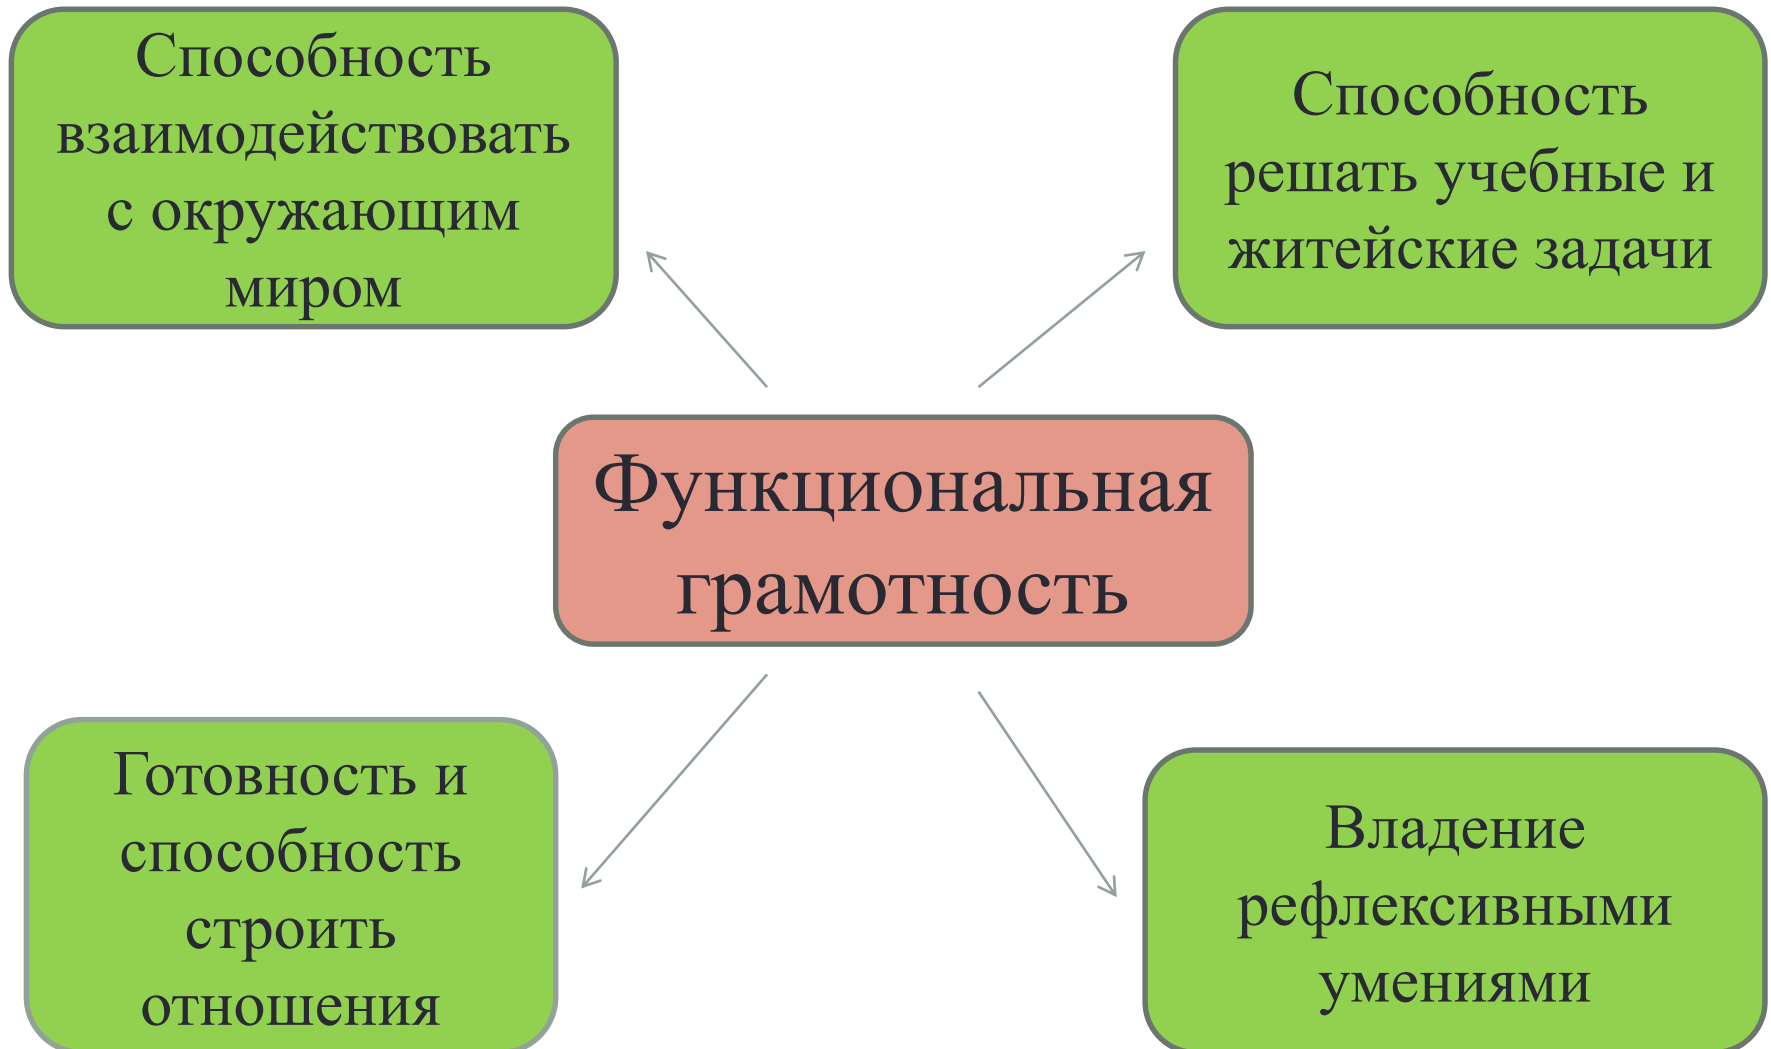 Способность
взаимодействовать
с окружающим
миром
Способность
решать учебные и
житейские задачи
Функциональная
грамотность
Готовность и
способность
строить
отношения
Владение
рефлексивными
умениями